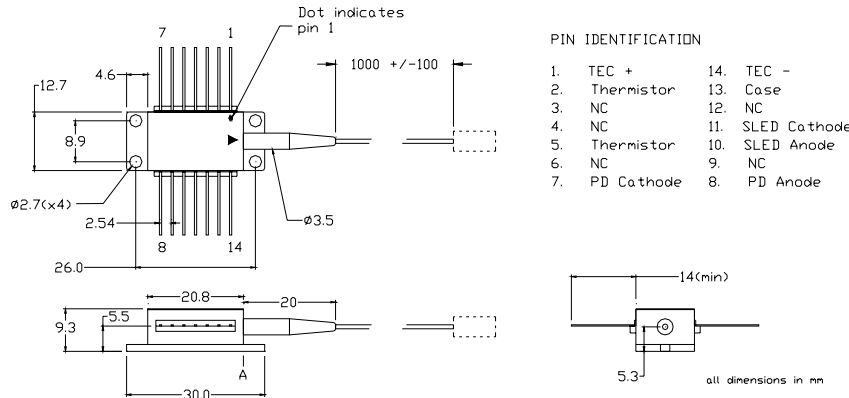 Dot indicates
pin 1
7
1
1000 +/-100
4.6
12.7
8.9
Ø2.7(x4)
2.54
Ø3.5
8
14
26.0
PIN IDENTIFICATION
1. TEC + 14. TEC -
2. Thermistor 13. Case
3. NC 12. NC
4. NC 11. SLED Cathode
5. Thermistor 10. SLED Anode
6. NC 9. NC
7. PD Cathode 8. PD Anode
20.8
20
5.5
9.3
A
30.0
14(min)
5.3
all dimensions in mm